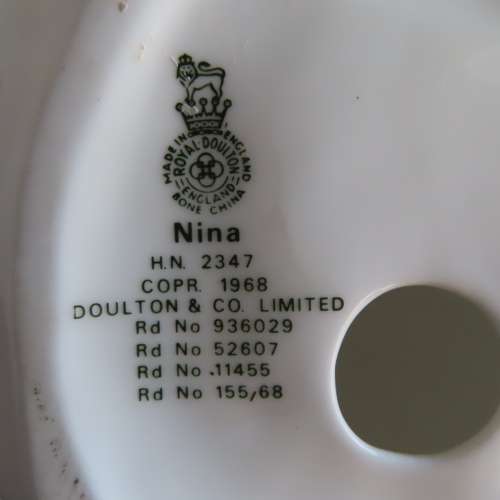 MADE IN ENGLAND
ROYAL DOULTON
ENGLAND
BONE CHINA
Nina
H.N. 2347
COPR. 1968
DOULTON & CO. LIMITED
Rd No 936029
Rd No 52607
Rd No .11455
Rd No 155/68